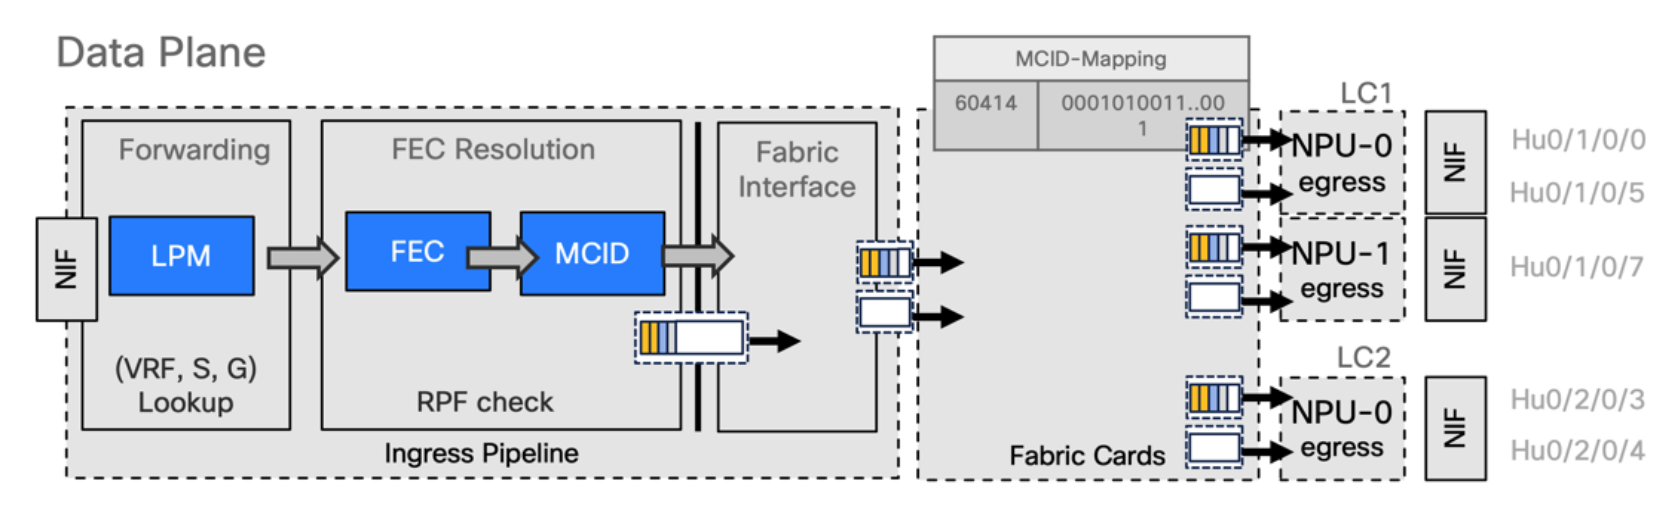 Data Plane
MCID-Mapping
60414
0001010011..00
1
Forwarding
FEC Resolution
Fabric
Interface
NIF
LPM
FEC
MCID
(VRF, S, G)
Lookup
RPF check
Ingress Pipeline
Fabric Cards
LC1
NPU-0
egress
NIF
Hu0/1/0/0
Hu0/1/0/5
NPU-1
egress
NIF
Hu0/1/0/7
LC2
NPU-0
egress
NIF
Hu0/2/0/3
Hu0/2/0/4